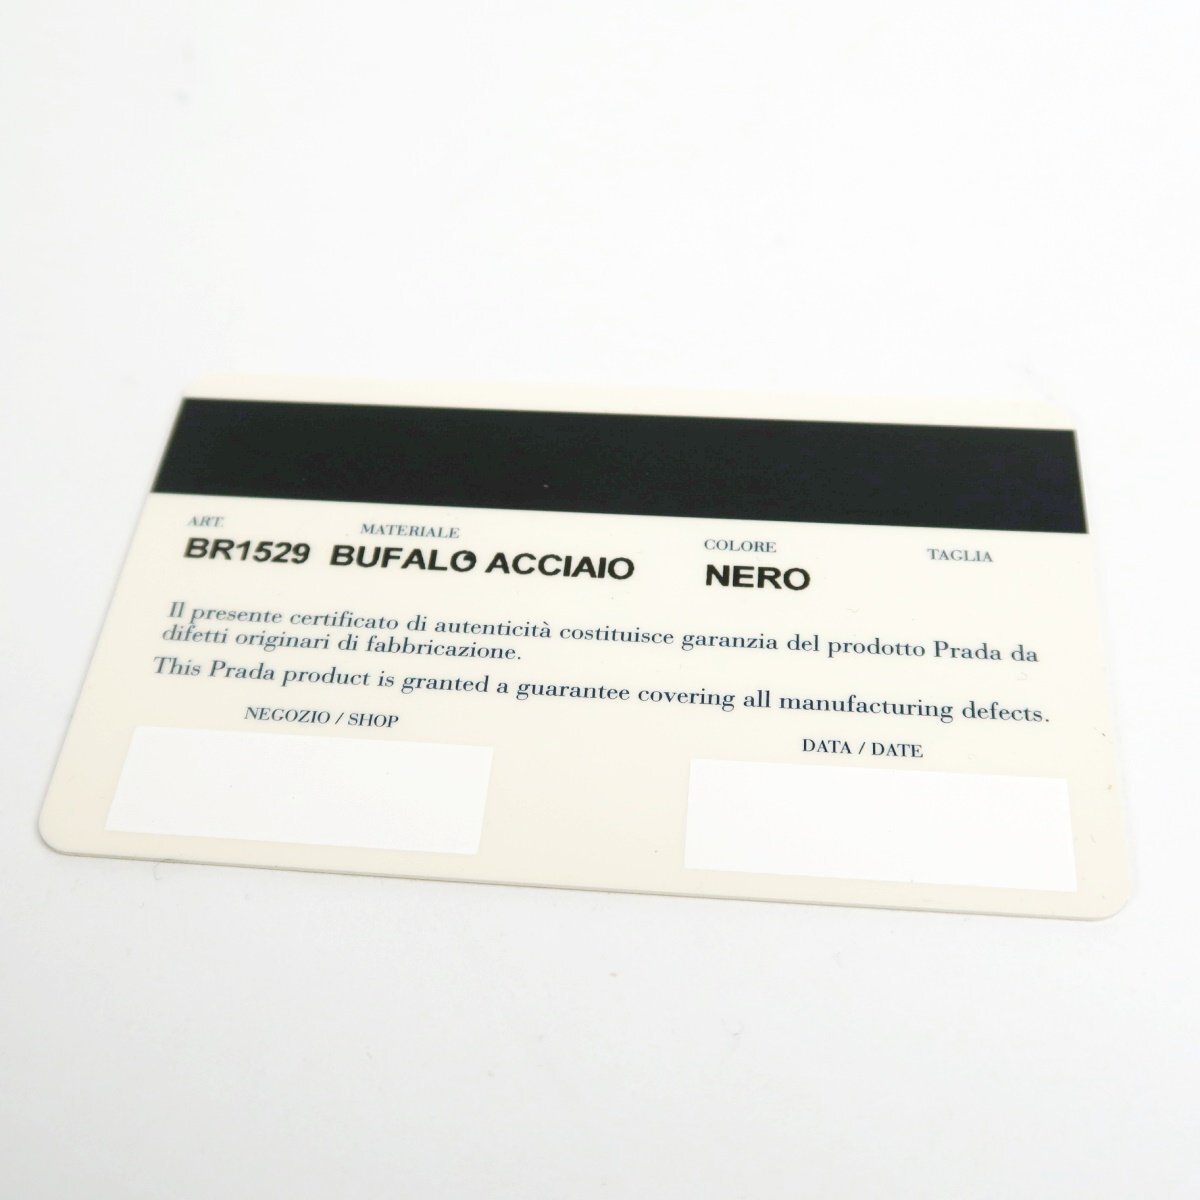 ART. MATERIALE COLORE TAGLIA
BR1529 BUFALO ACCIAIO NERO
Il presente certificato di autenticità costituisce garanzia del prodotto Prada da
difetti originari di fabbricazione.
This Prada product is granted a guarantee covering all manufacturing defects.
NEGOZIO / SHOP DATA / DATE